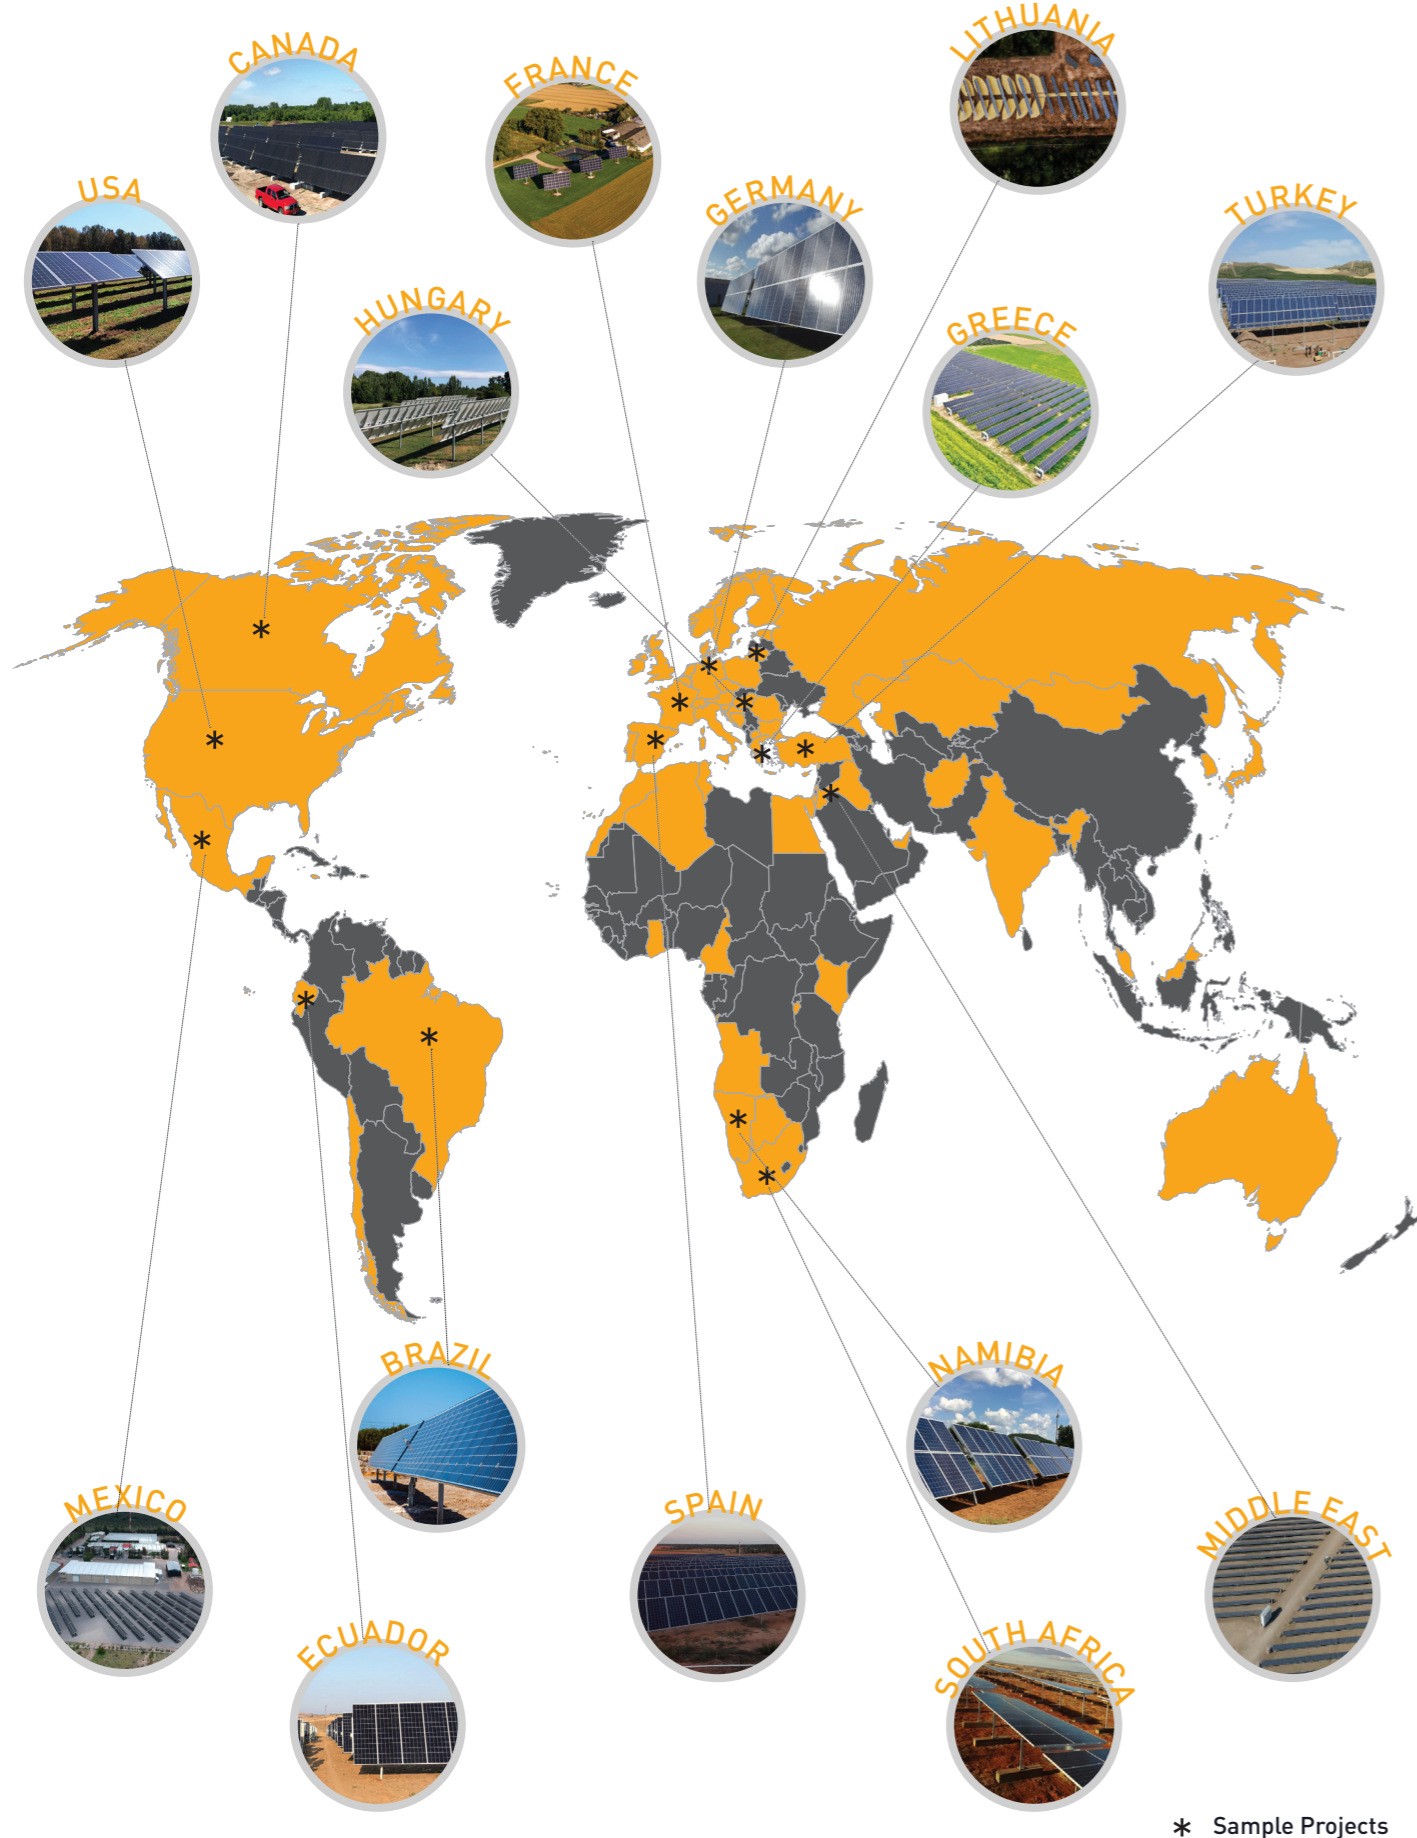 LITHUANIA
CANADA
FRANCE
USA
GERMANY
TURKEY
HUNGARY
GREECE
BRAZIL
NAMIBIA
MEXICO
SPAIN
MIDDLE EAST
ECUADOR
SOUTH AFRICA
* Sample Projects